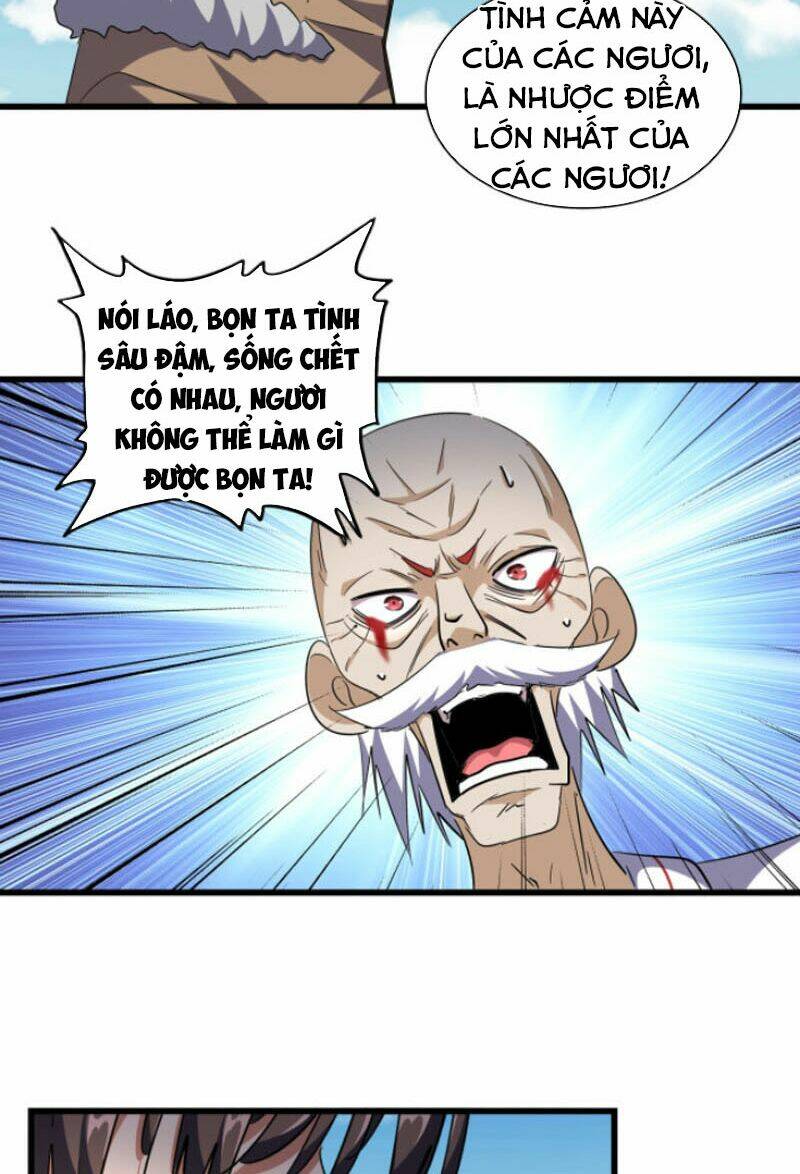 TÌNH CẢM NÀY
CỦA CÁC NGƯƠI,
LÀ NHƯỢC ĐIỂM
LỚN NHẤT CỦA
CÁC NGƯƠI!
NÓI LÁO, BỌN TA TÌNH
SÂU ĐẬM, SỐNG CHẾT
CÓ NHAU, NGƯƠI
KHÔNG THỂ LÀM GÌ
ĐƯỢC BỌN TA!